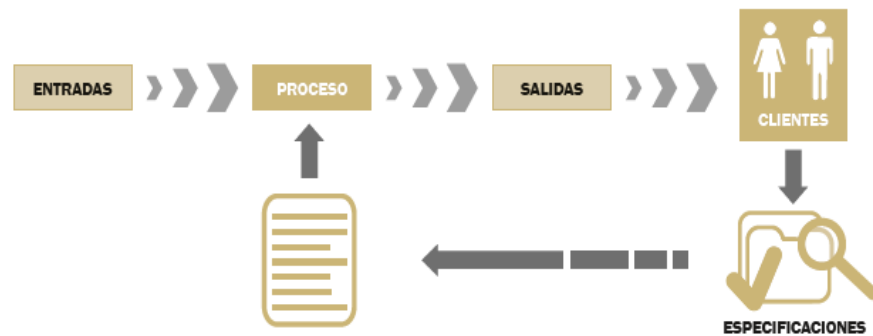 ENTRADAS
PROCESO
SALIDAS
CLIENTES
ESPECIFICACIONES